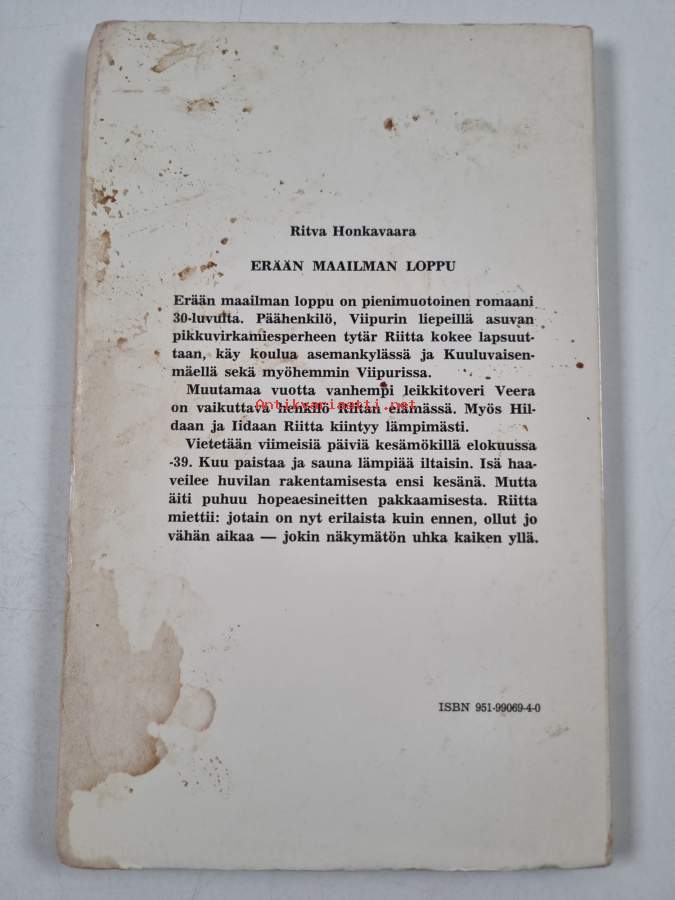 Ritva Honkavaara
ERÄÄN MAAILMAN LOPPU
Erään maailman loppu on pienimuotoinen romaani
30-luvulta. Päähenkilö, Viipurin liepeillä asuvan
pikkuvirkamiesperheen tytär Riitta kokee lapsuut-
taan, käy koulua asemankylässä ja Kuuluvaisen-
mäellä sekä myöhemmin Viipurissa.
Muutamaa vuotta vanhempi leikkitoveri Veera
Antikvariaatti.net
on vaikuttava henkilö Riitan elämässä. Myös Hil-
daan ja Iidaan Riitta kiintyy lämpimästi.
Vietetään viimeisiä päiviä kesämökillä elokuussa
-39. Kuu paistaa ja sauna lämpiää iltaisin. Isä haa-
veilee huvilan rakentamisesta ensi kesänä. Mutta
äiti puhuu hopeaesineitten pakkaamisesta. Riitta
miettii: jotain on nyt erilaista kuin ennen, ollut jo
vähän aikaa — jokin näkymätön uhka kaiken yllä.
ISBN 951-99069-4-0